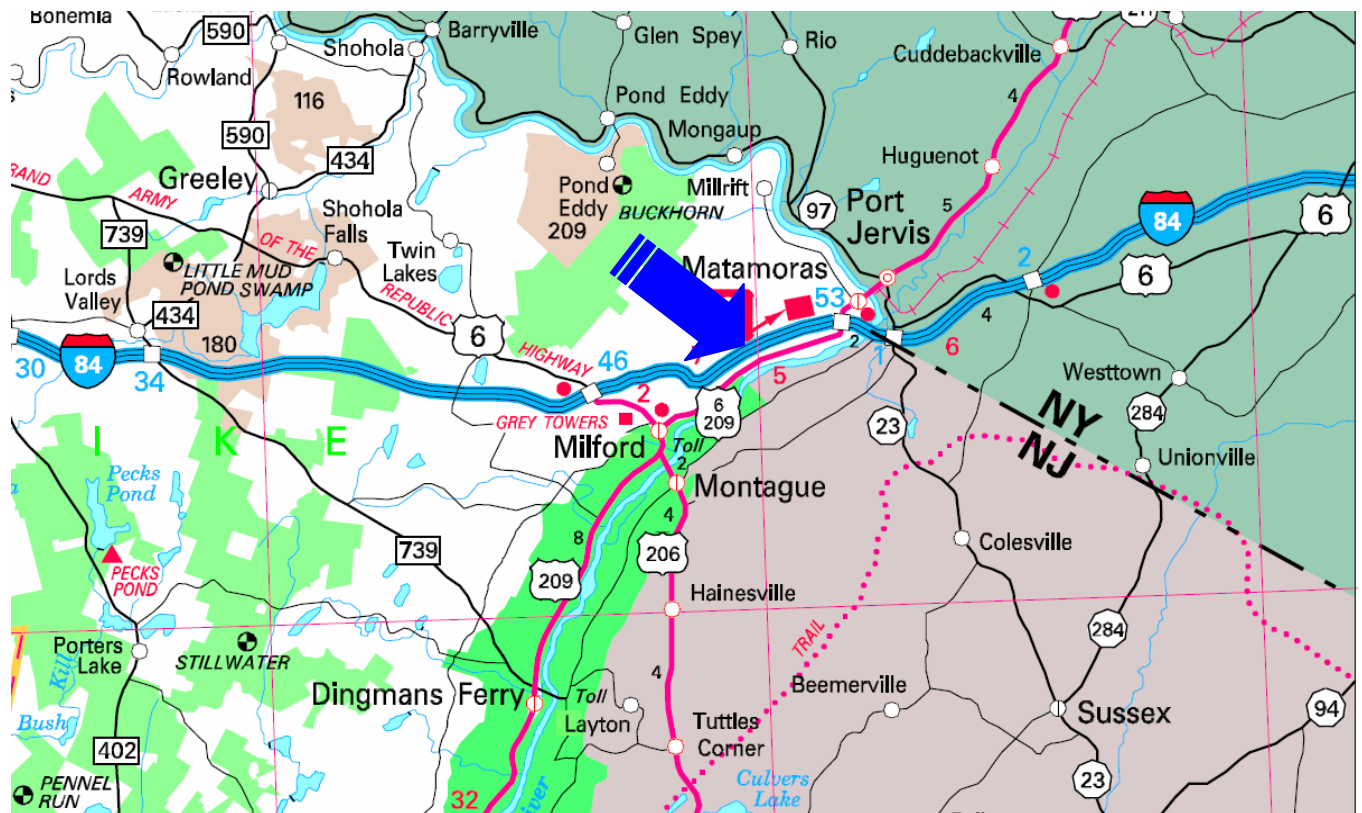 Bohemia
590
Shohola
Barryville
Glen Spey
Rio
Cuddebackville
Rowland
116
Pond Eddy
4
590
434
Mongaup
Huguenot
Greeley
Pond
Eddy
209
BUCKHORN
Millrift
97
Port
Jervis
5
84
6
RAND
ARMY
OF THE
REPUBLIC
HIGHWAY
739
Shohola
Falls
Twin
Lakes
Matamoras
2
6
Lords
Valley
LITTLE MUD
POND SWAMP
53
434
180
6
4
30
84
34
46
2
5
1
6
Westtown
GREY TOWERS
2
6
209
23
NY
NJ
284
I K E
Milford
Toll
Unionville
Pecks
Pond
2
Montague
8
4
739
206
Colesville
PECKS
POND
209
Hainesville
284
Porters
Lake
STILLWATER
TRAIL
Kill
4
Beemerville
Dingmans Ferry
Toll
Layton
Sussex
94
Bush
Tuttles
Corner
402
23
PENNEL
RUN
32
iver
Culvers
Lake